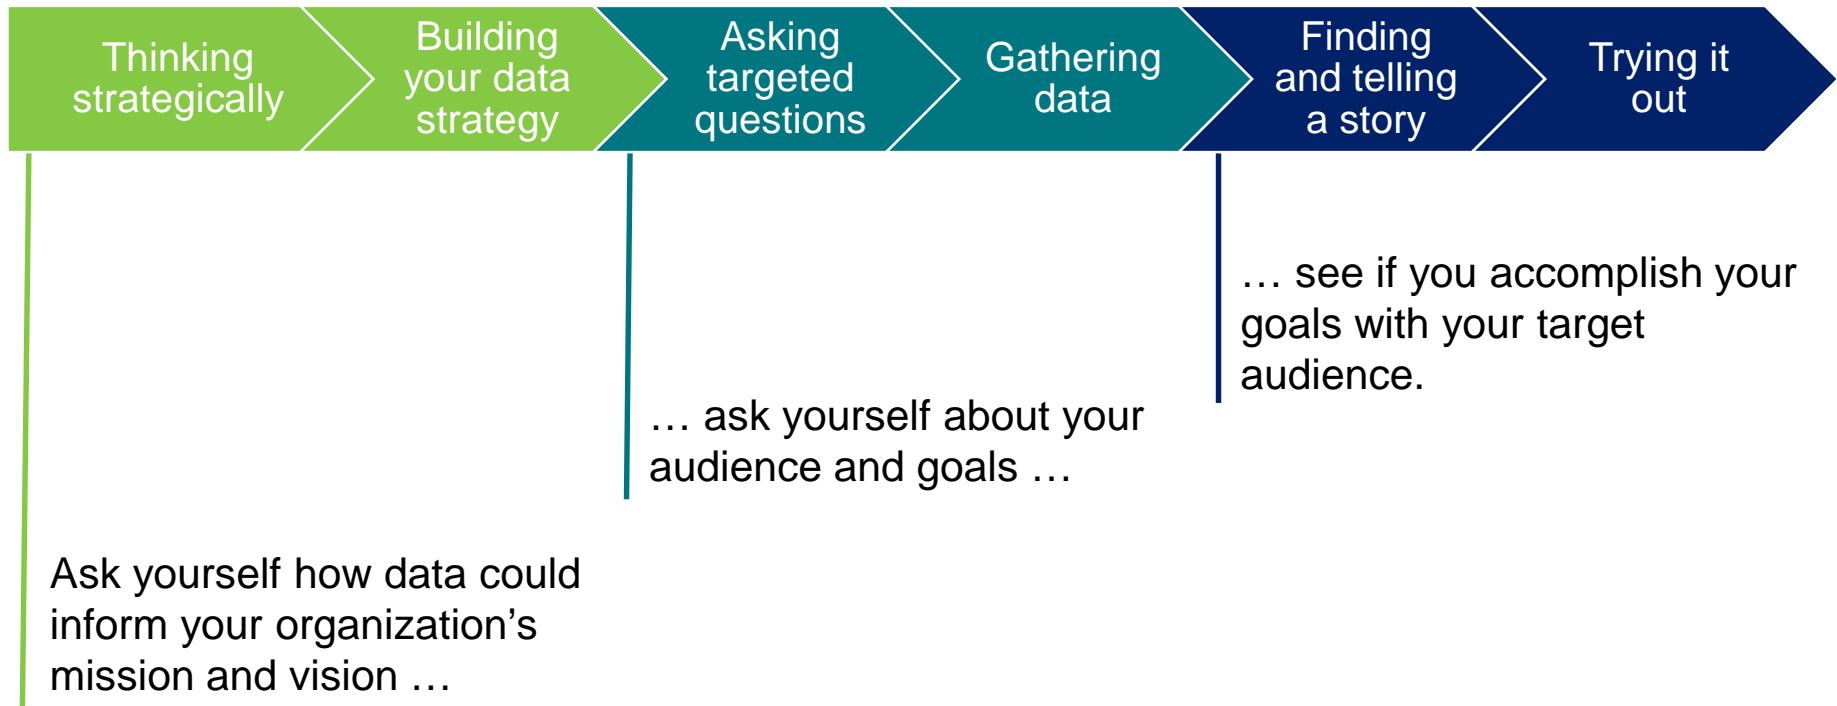 Thinking
strategically
Building
your data
strategy
Asking
targeted
questions
Gathering
data
Finding
and telling
a story
Trying it
out
Ask yourself how data could
inform your organization’s
mission and vision …
… ask yourself about your
audience and goals …
… see if you accomplish your
goals with your target
audience.